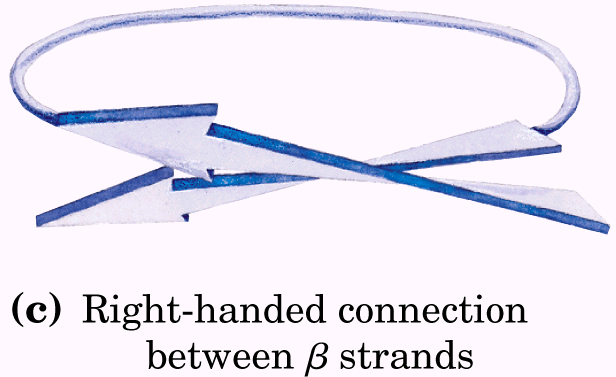 (c) Right-handed connection
between β strands